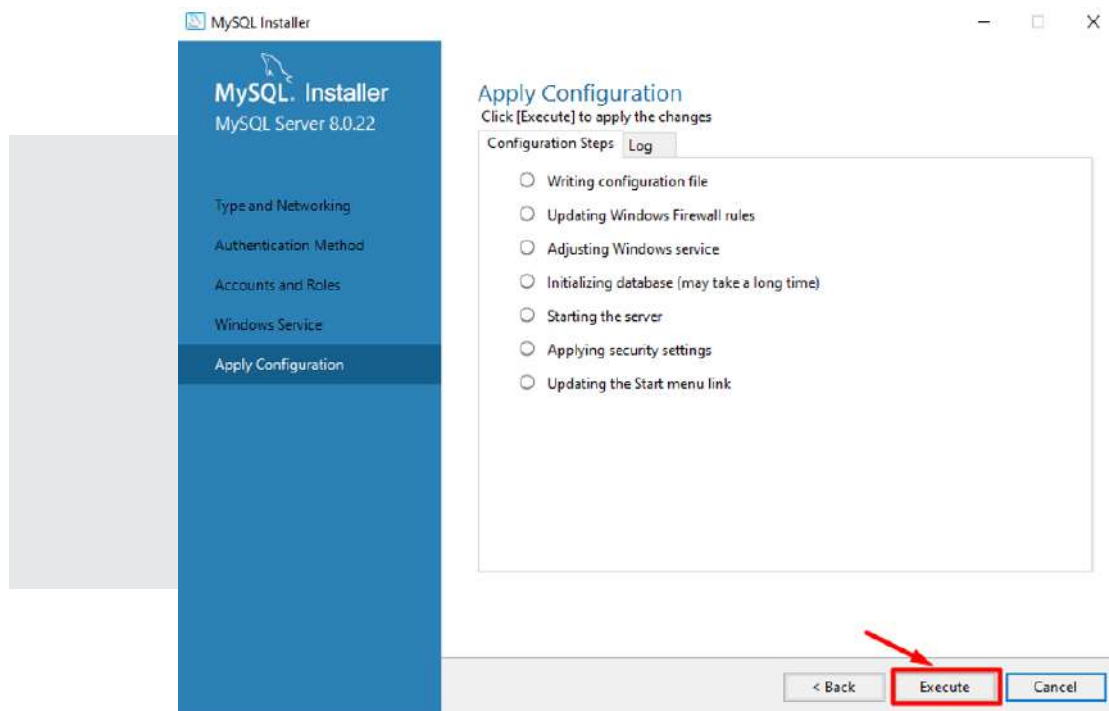 MySQL Installer
MySQL. Installer
MySQL Server 8.0.22
Type and Networking
Authentication Method
Accounts and Roles
Windows Service
Apply Configuration
Apply Configuration
Click [Execute] to apply the changes
Configuration Steps Log
Writing configuration file
Updating Windows Firewall rules
Adjusting Windows service
Initializing database (may take a long time)
Starting the server
Applying security settings
Updating the Start menu link
< Back Execute Cancel